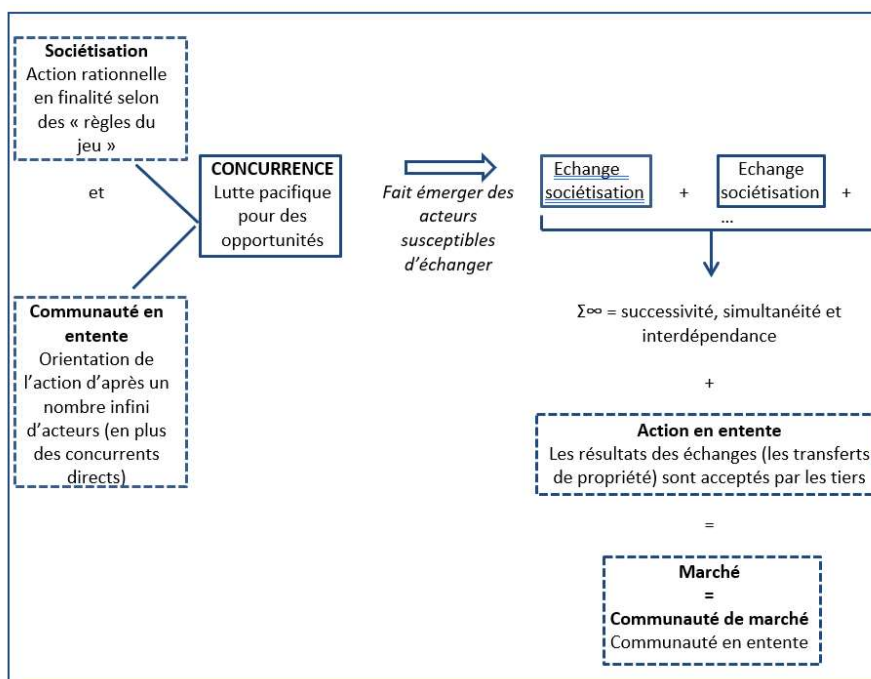 Sociétisation
Action rationnelle
en finalité selon
des « règles du
jeu »
et
Communauté en
entente
Orientation de
l'action d'après un
nombre infini
d'acteurs (en plus
des concurrents
directs)
CONCURRENCE
Lutte pacifique
pour des
opportunités
Fait émerger des
acteurs
susceptibles
d'échanger
Echange
sociétisation
+
Echange
sociétisation
+
...
Σ∞ = successivité, simultanéité et
interdépendance
+
Action en entente
Les résultats des échanges (les transferts
de propriété) sont acceptés par les tiers
=
Marché
=
Communauté de marché
Communauté en entente